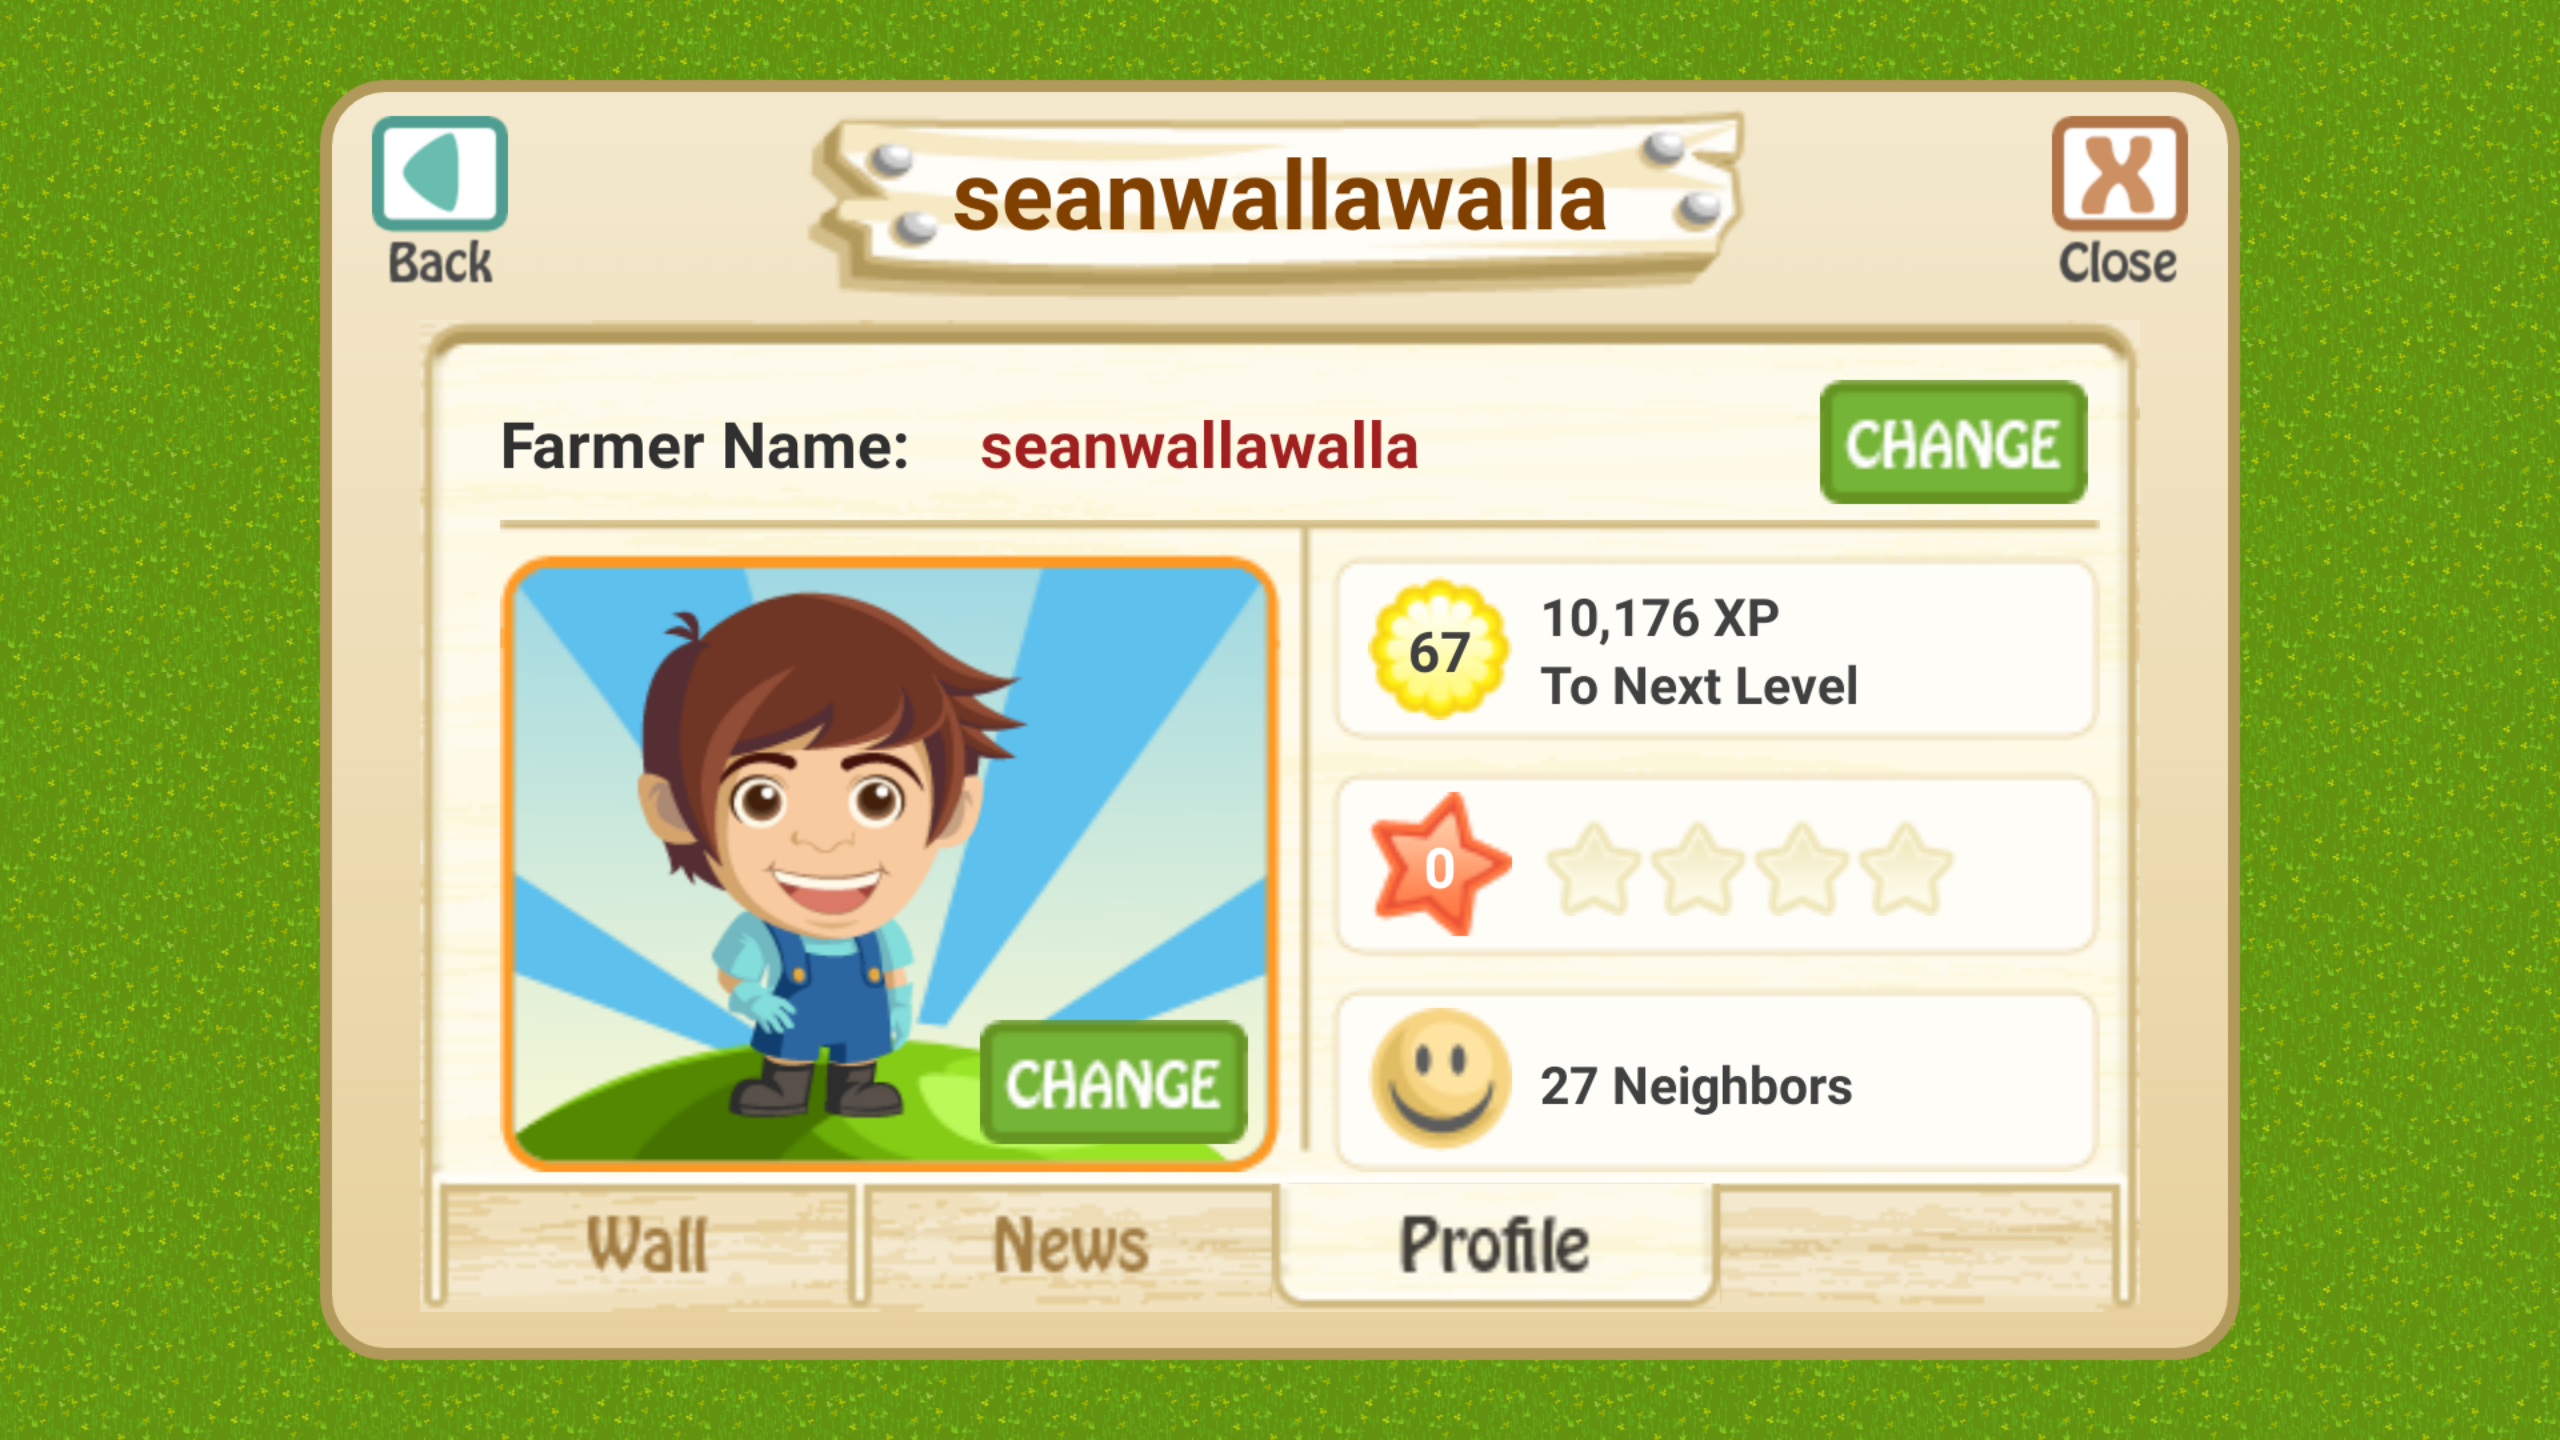 seanwallawalla
Back
Close
Farmer Name: seanwallawalla
CHANGE
67
10,176 XP
To Next Level
0
27 Neighbors
CHANGE
Wall
News
Profile